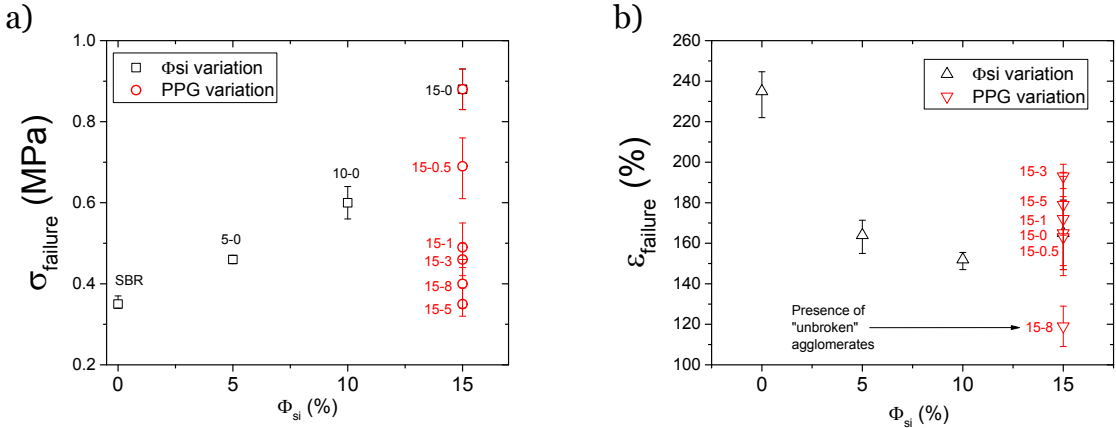 a)
1.0
0.8
0.6
0.4
0.2
σfailure (MPa)
Φsi variation
PPG variation
15-0
15-0.5
10-0
5-0
15-1
15-3
SBR
15-8
15-5
0 5 10 15
Φsi (%)
b)
260
240
220
200
180
160
140
120
100
εfailure (%)
Φsi variation
PPG variation
15-3
15-5
15-1
15-0
15-0.5
Presence of
"unbroken"
agglomerates
15-8
0 5 10 15
Φsi (%)